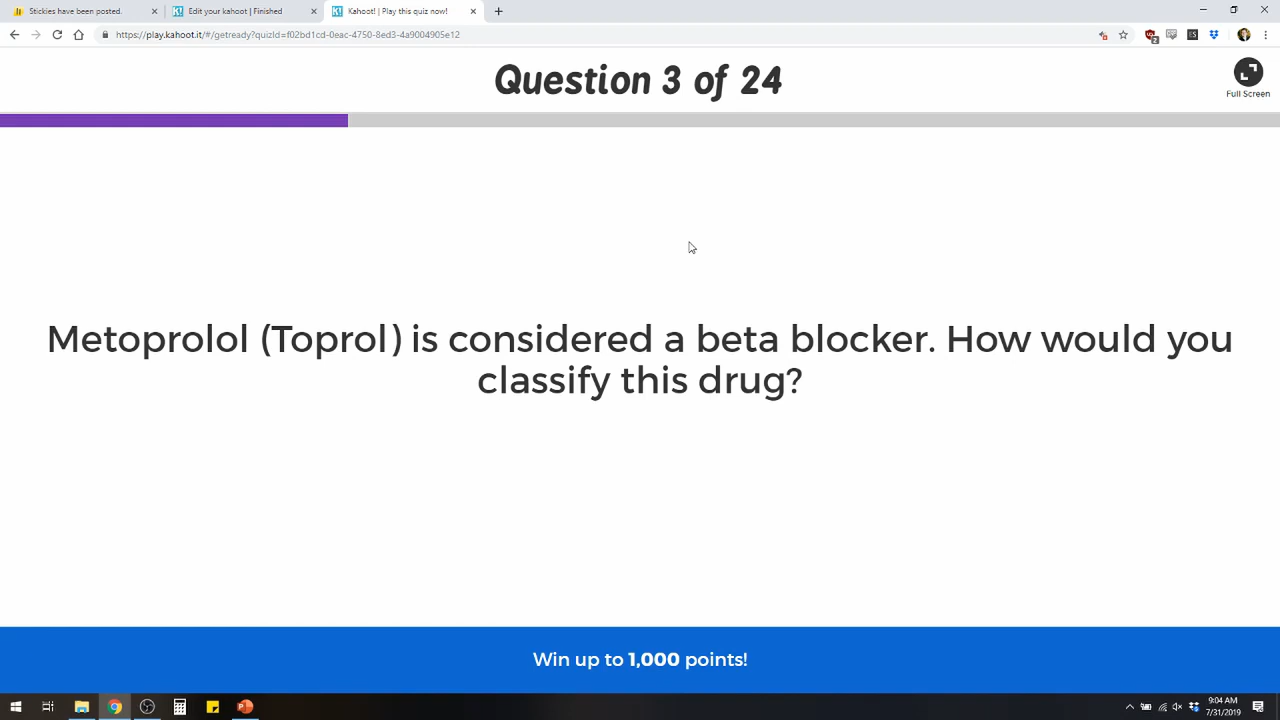 Stickies have been posted.
Edit your kahoot | Finished
Kahoot! | Play this quiz now!
https://play.kahoot.it/#/getready?quizId=f02bd1cd-0eac-4750-8ed3-4a9004905e12
Question 3 of 24
Full Screen
Metoprolol (Toprol) is considered a beta blocker. How would you
classify this drug?
Win up to 1,000 points!
9:04 AM
7/31/2019